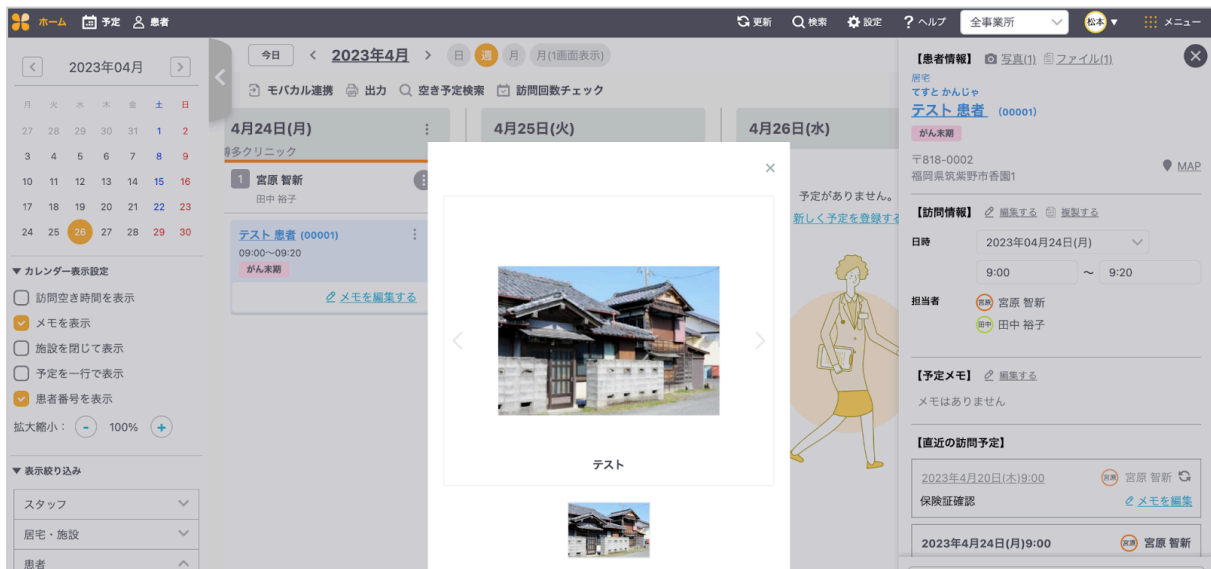 ホーム 予定 患者 更新 検索 設定 ? ヘルプ 全事業所 松本 ▼ メニュー
< 2023年04月 >
月 火 水 木 金 土 日
27 28 29 30 31 1 2
3 4 5 6 7 8 9
10 11 12 13 14 15 16
17 18 19 20 21 22 23
24 25 26 27 28 29 30
▼ カレンダー表示設定
訪問空き時間を表示
メモを表示
施設を閉じて表示
予定を一行で表示
患者番号を表示
拡大縮小： - 100% +
▼ 表示絞り込み
スタッフ
居宅・施設
患者
今日 < 2023年4月 > 日 週 月 月(1画面表示)
モバカル連携 出力 空き予定検索 訪問回数チェック
4月24日(月) 4月25日(火) 4月26日(水)
博多クリニック
1 宮原 智新
田中 裕子
テスト 患者 (00001)
09:00～09:20
がん末期
メモを編集する
×
テスト
予定がありません。
新しく予定を登録する
【患者情報】 写真(1) ファイル(1)
居宅
てすと かんじゃ
テスト 患者 (00001)
がん末期
〒818-0002
福岡県筑紫野市香園1
MAP
【訪問情報】 編集する 複製する
日時 2023年04月24日(月)
9:00 ～ 9:20
担当者 宮原 宮原 智新
田中 田中 裕子
【予定メモ】 編集する
メモはありません
【直近の訪問予定】
2023年4月20日(木)9:00 宮原 宮原 智新
保険証確認 メモを編集
2023年4月24日(月)9:00 宮原 宮原 智新